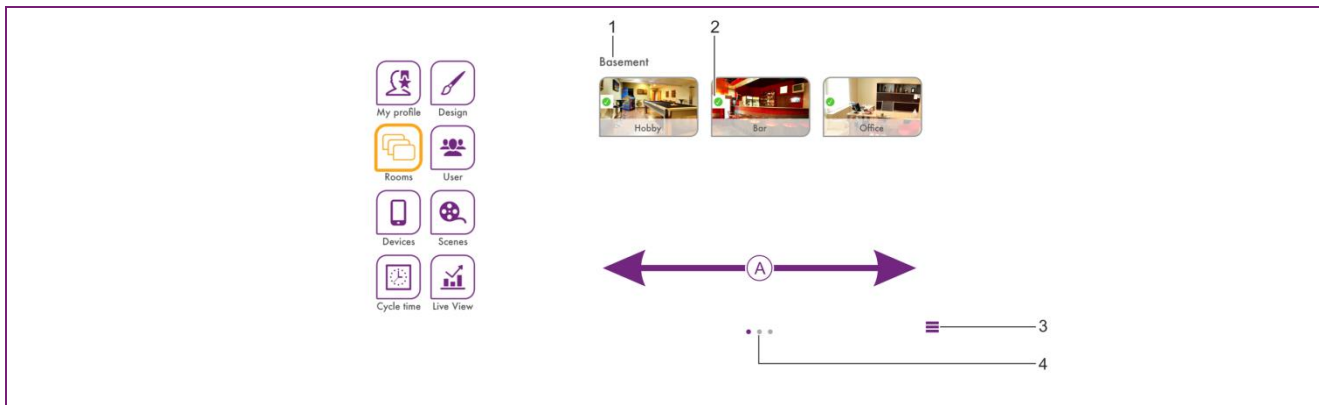 1 2
Basement
My profile Design
Hobby Bar Office
Rooms User
Devices Scenes
A
Cycle time Live View
3
4